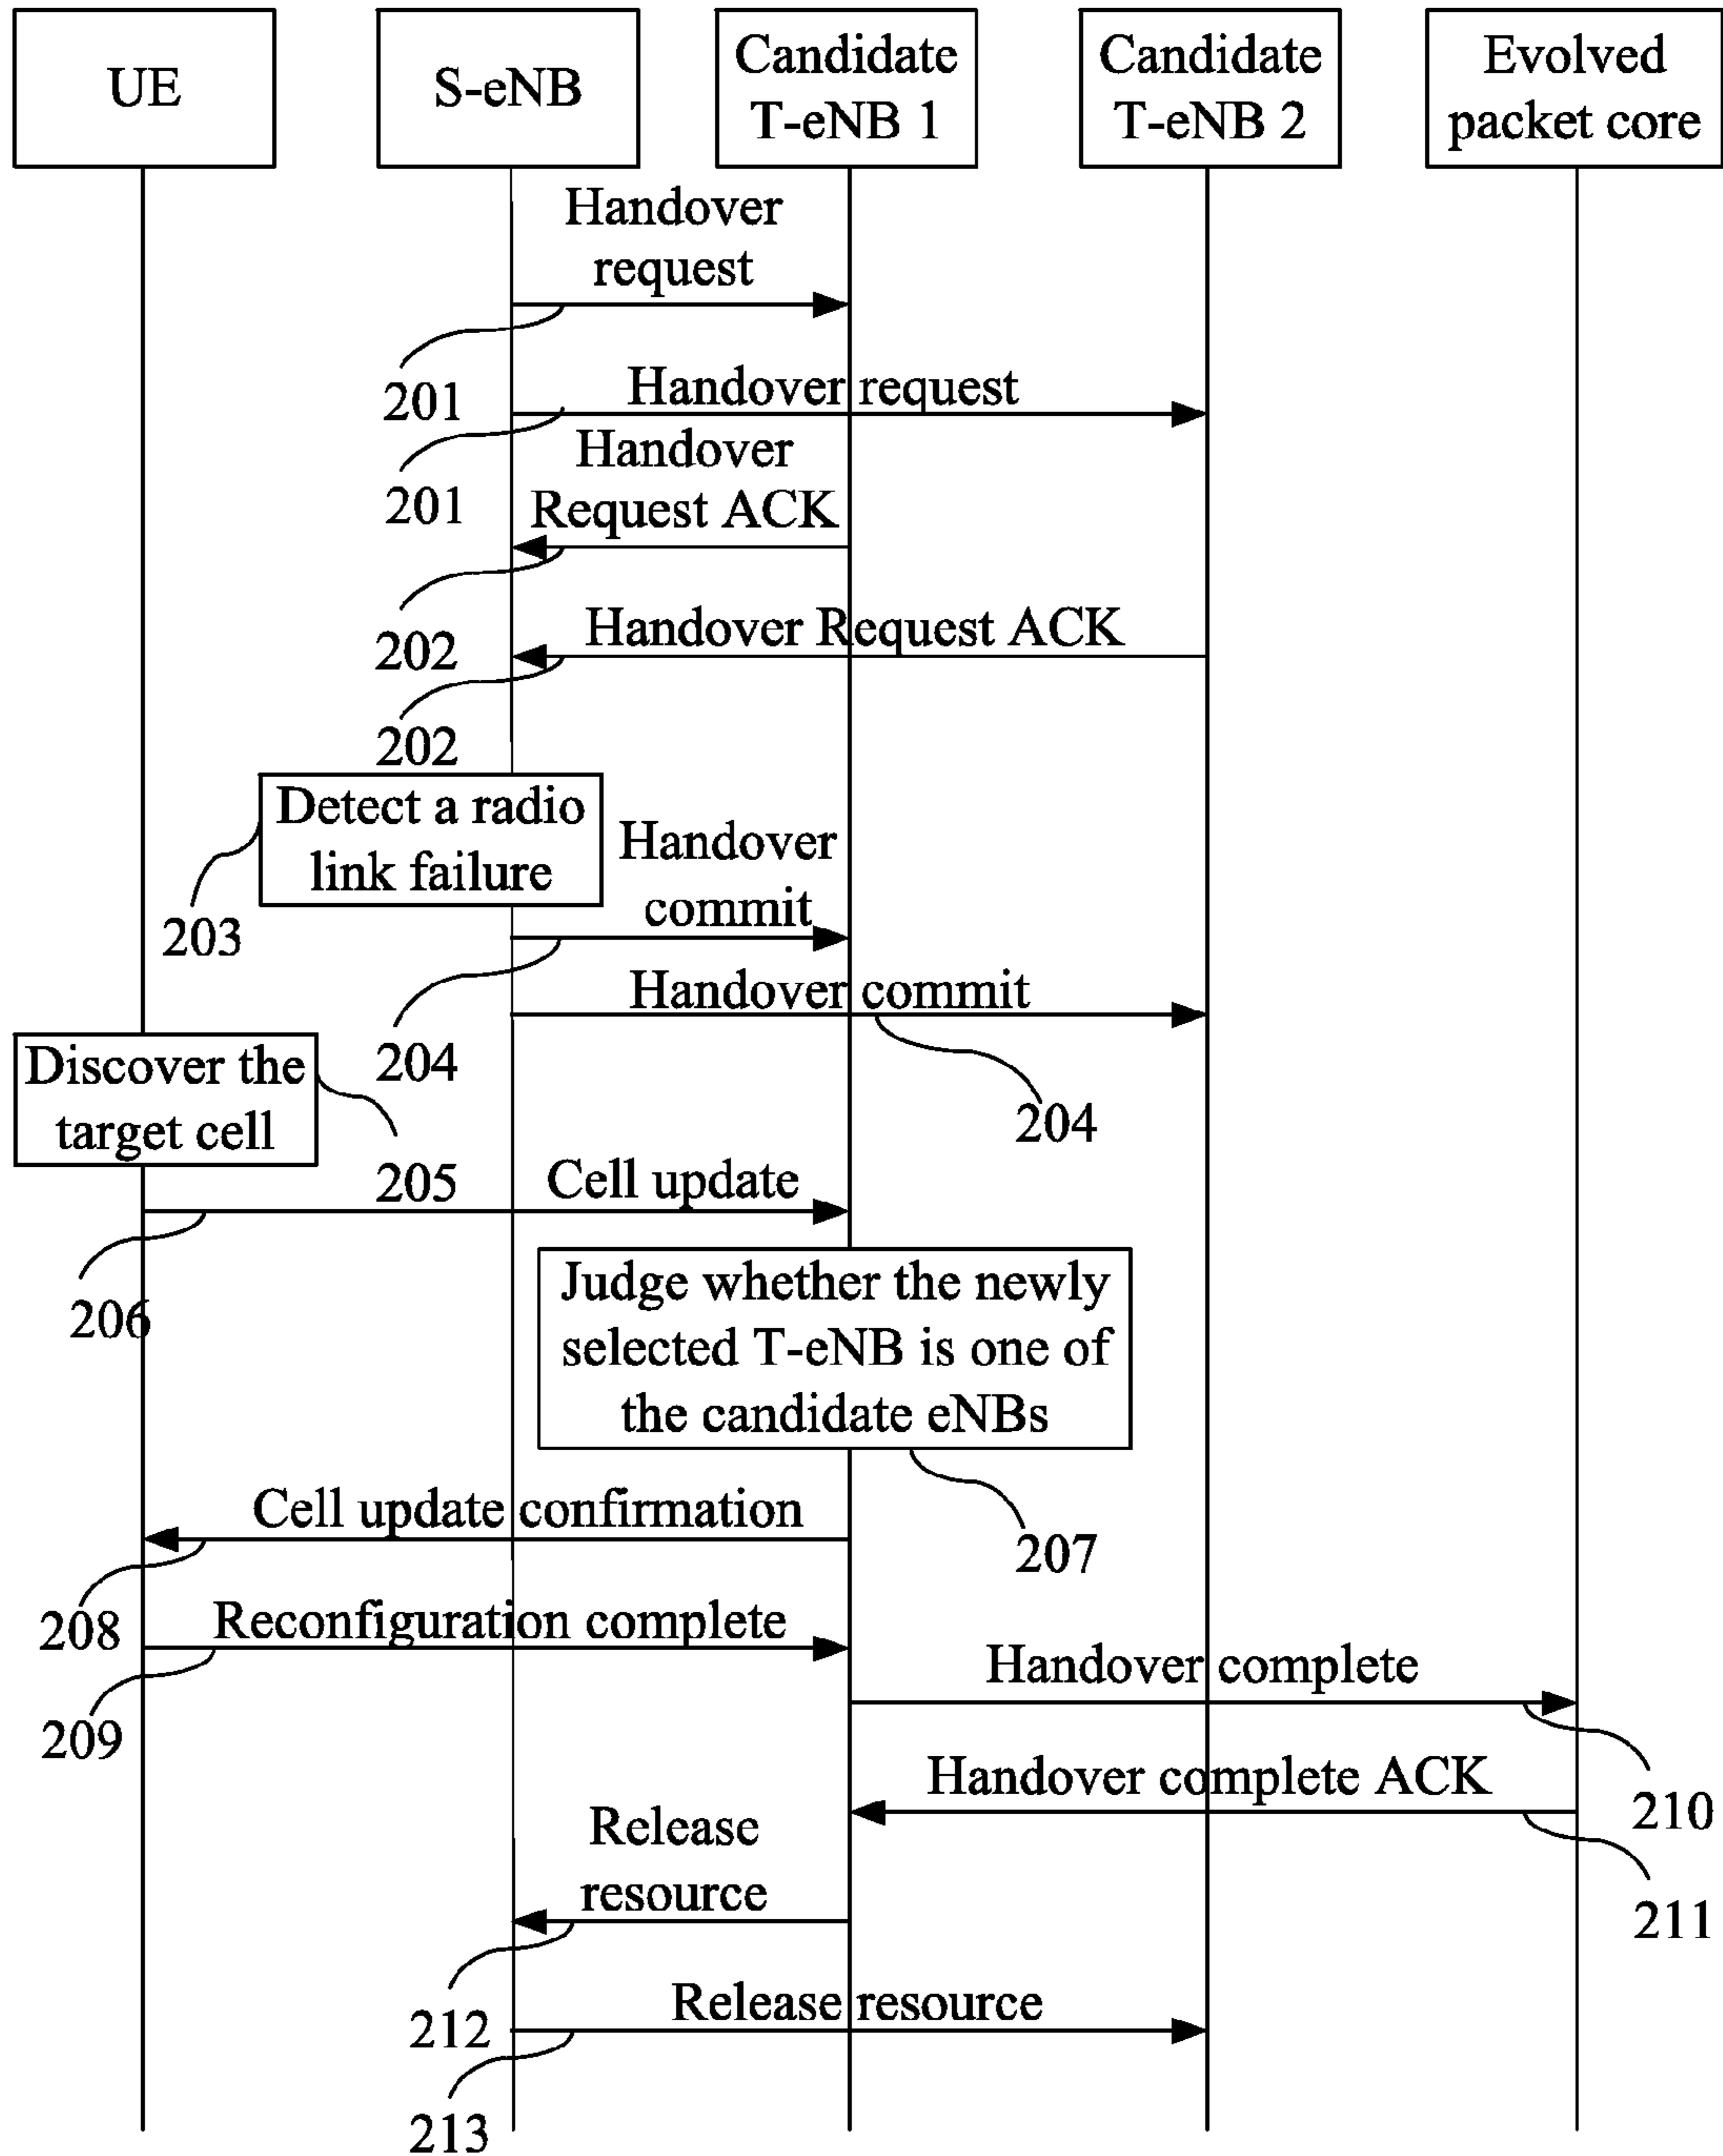 UE
S-eNB
Candidate
T-eNB 1
Candidate
T-eNB 2
Evolved
packet core
Handover
request
201
Handover request
201
Handover
Request ACK
202
Handover Request ACK
202
Detect a radio
link failure
203
Handover
commit
204
Handover commit
204
Discover the
target cell
205
Cell update
206
Judge whether the newly
selected T-eNB is one of
the candidate eNBs
207
Cell update confirmation
208
Reconfiguration complete
209
Handover complete
210
Handover complete ACK
211
Release
resource
212
Release resource
213